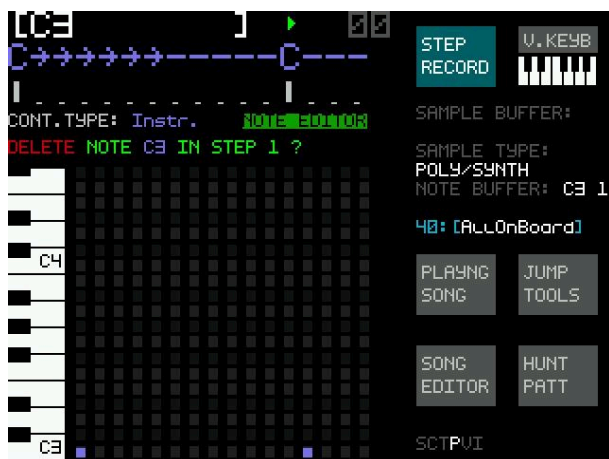 [C3 ] 00
C→→→→→→------C---
CONT.TYPE: Instr. NOTE EDITOR
DELETE NOTE C3 IN STEP 1 ?
C4
C3
STEP RECORD
V.KEYB
SAMPLE BUFFER:
SAMPLE TYPE:
POLY/SYNTH
NOTE BUFFER: C3 1
40:[ALLOnBoard]
PLAYNG SONG
JUMP TOOLS
SONG EDITOR
HUNT PATT
SCTPVI